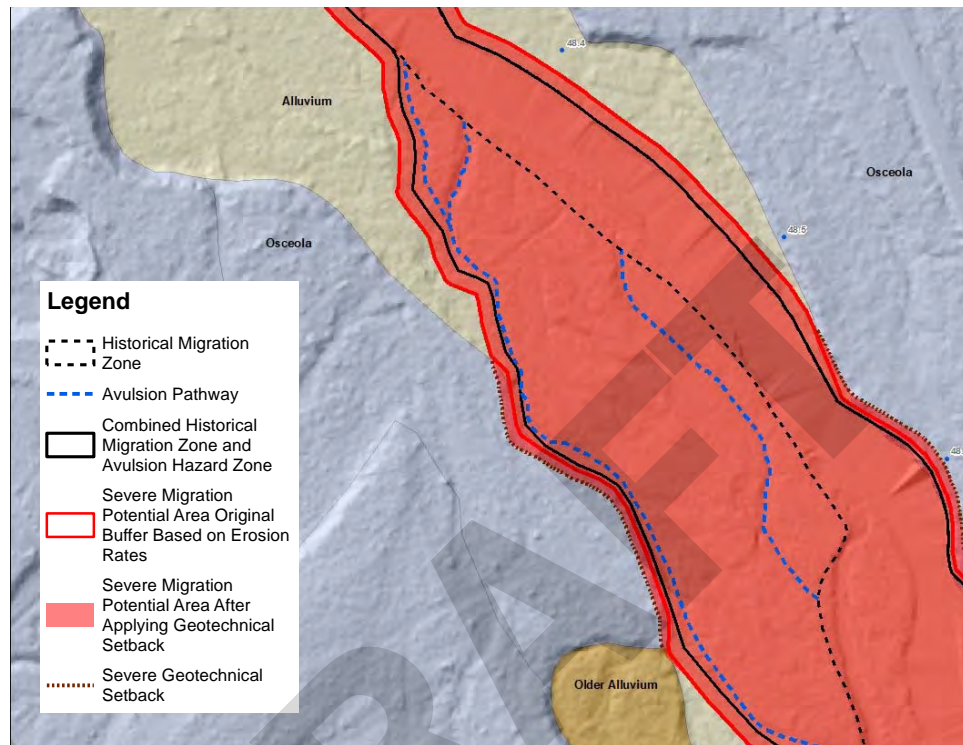 48.4
Alluvium
Osceola
48.5
Osceola
Legend
Historical Migration
Zone
Avulsion Pathway
Combined Historical
Migration Zone and
Avulsion Hazard Zone
Severe Migration
Potential Area Original
Buffer Based on Erosion
Rates
Severe Migration
Potential Area After
Applying Geotechnical
Setback
Severe Geotechnical
Setback
Older Alluvium
DRAFT